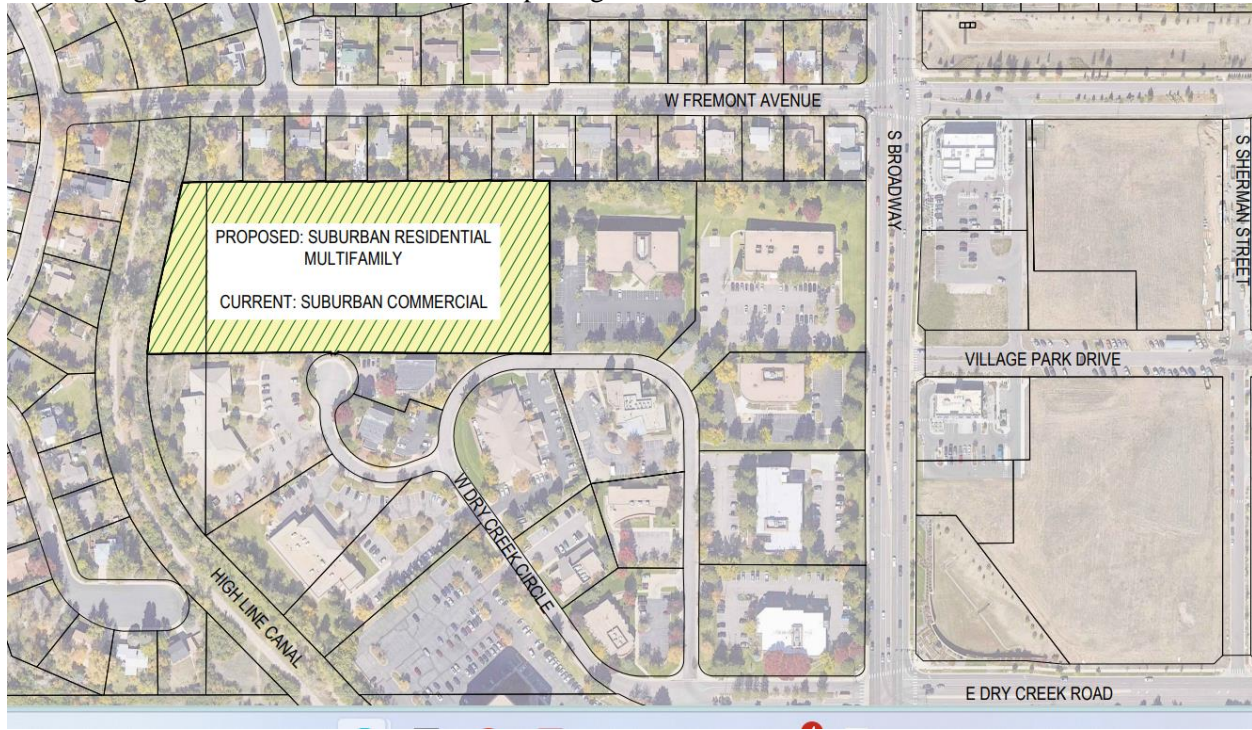 W FREMONT AVENUE
S BROADWAY
S SHERMAN STREET
PROPOSED: SUBURBAN RESIDENTIAL
MULTIFAMILY
CURRENT: SUBURBAN COMMERCIAL
VILLAGE PARK DRIVE
W DRY CREEK CIRCLE
HIGH LINE CANAL
E DRY CREEK ROAD